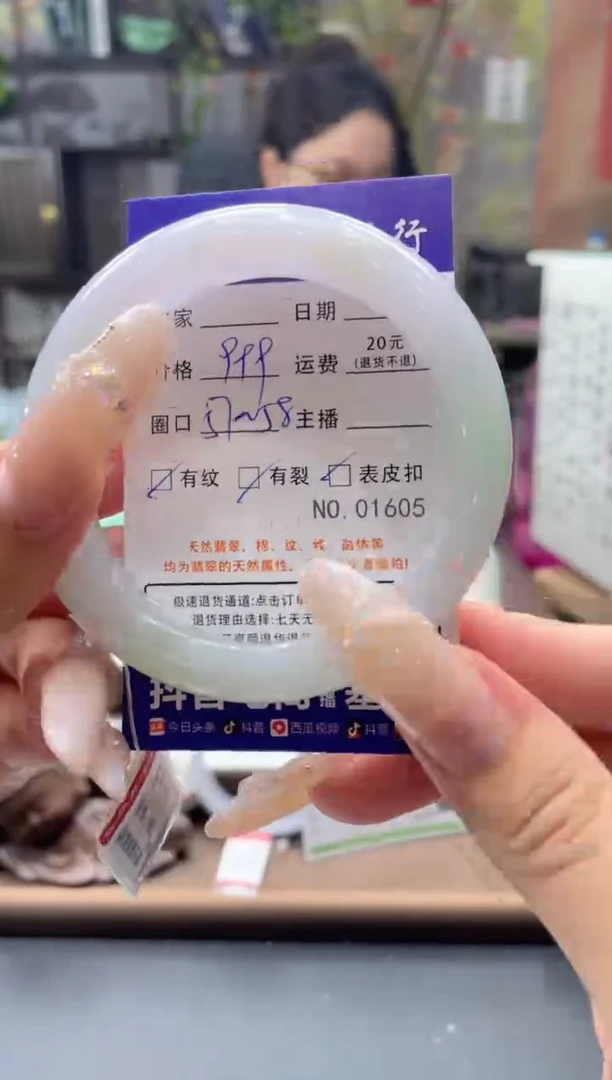 行
家 日期
格 999 运费 20元
(退货不退)
圈口 57~58 主播
有纹 有裂 表皮扣
NO.01605
天然翡翠、棉、纹、线
均为翡翠的天然属性,
极速退货通道:点击订
退货理由选择:七天无
今日头条 抖音 西瓜视频 抖音